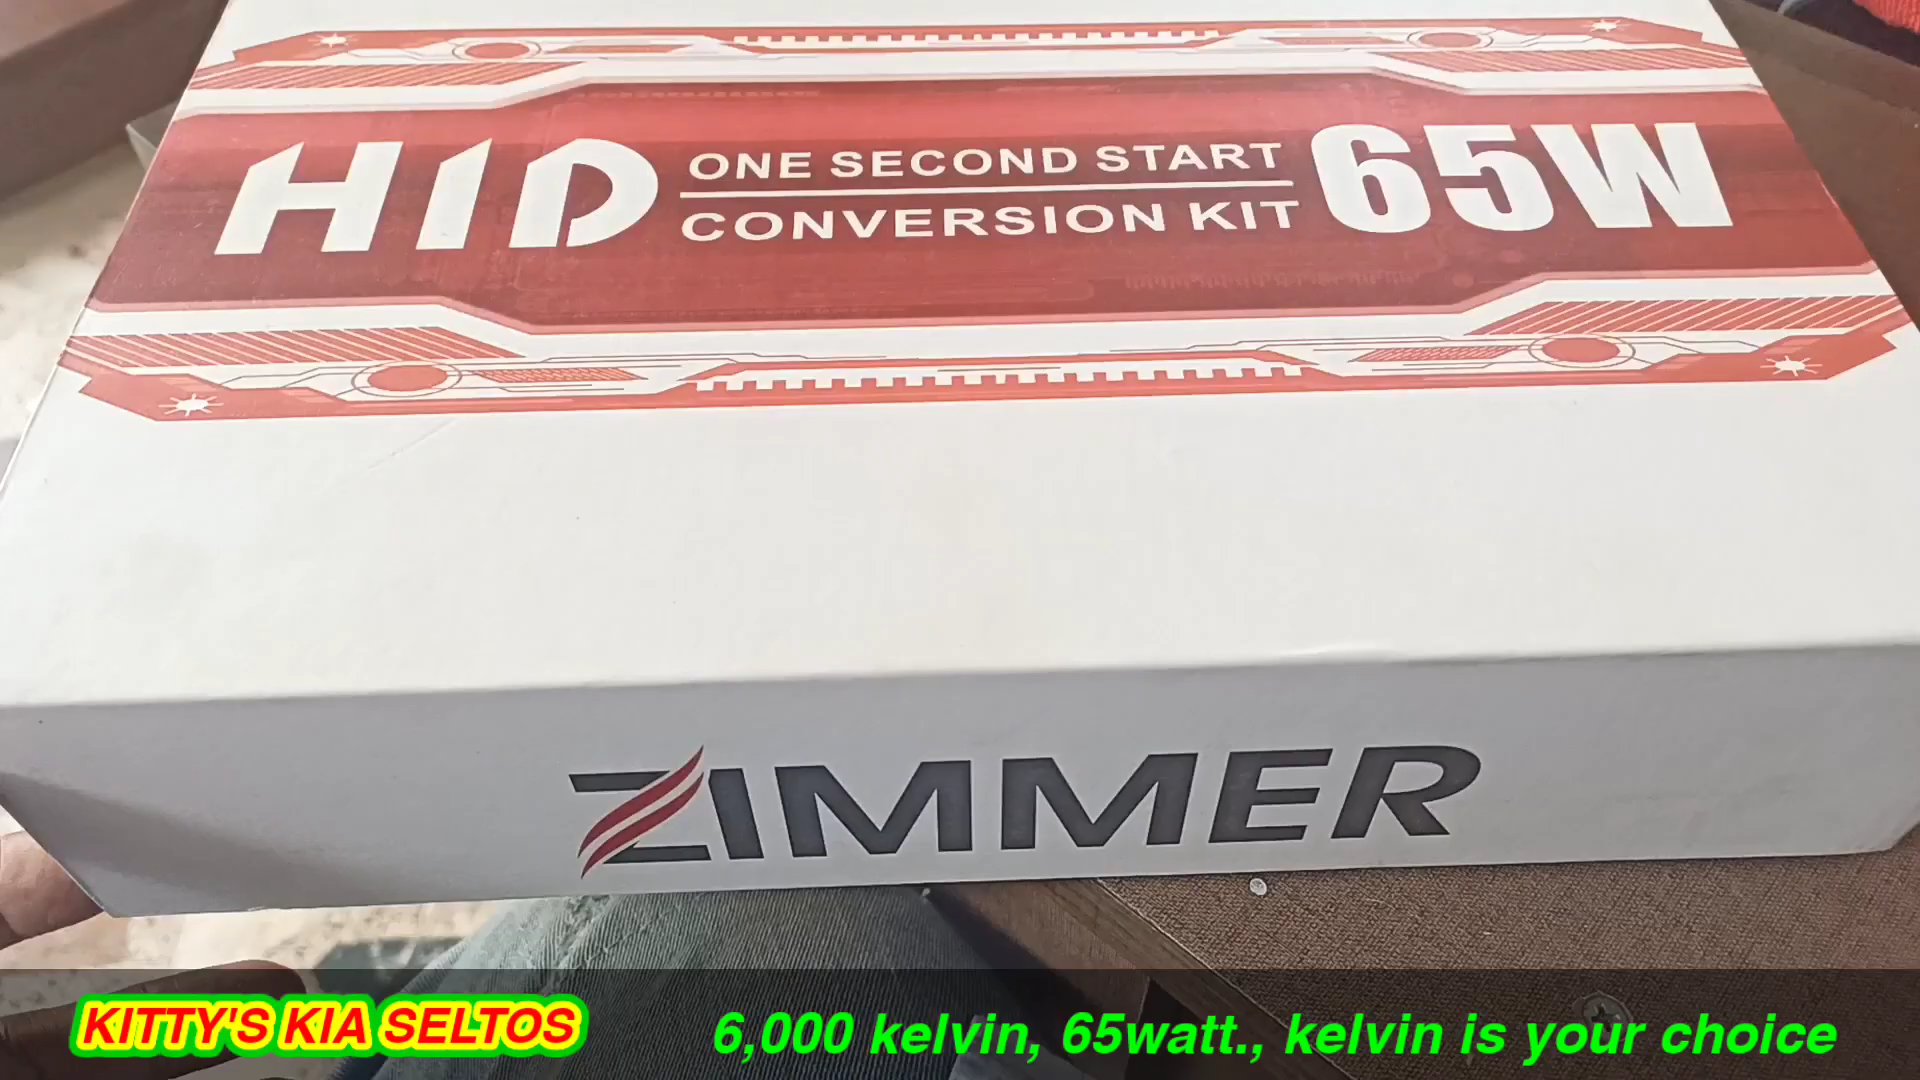 HID
ONE SECOND START
CONVERSION KIT
65W
ZIMMER
KITTY'S KIA SELTOS
6,000 kelvin, 65watt., kelvin is your choice